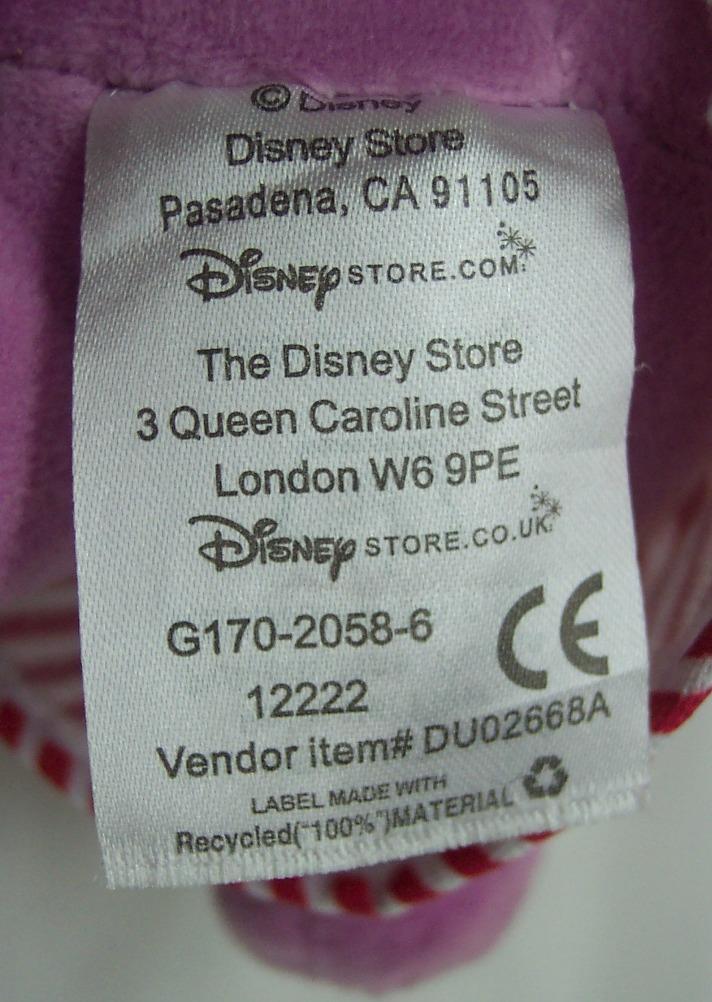 © Disney
Disney Store
Pasadena, CA 91105
Disney STORE.COM
The Disney Store
3 Queen Caroline Street
London W6 9PE
Disney STORE.CO.UK
G170-2058-6
CE
12222
Vendor item# DU02668A
LABEL MADE WITH
Recycled("100%")MATERIAL